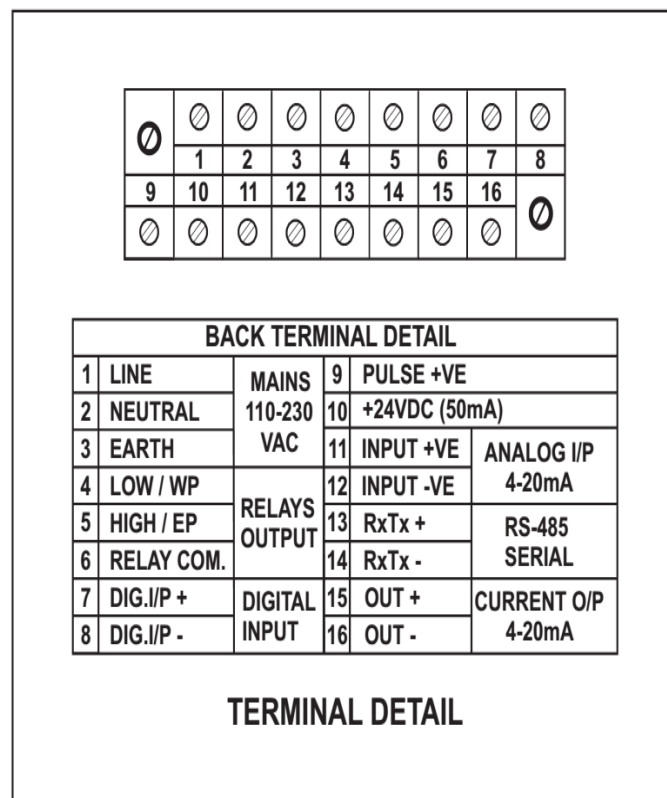 1 2 3 4 5 6 7 8
9 10 11 12 13 14 15 16
BACK TERMINAL DETAIL
1 LINE MAINS 9 PULSE +VE
2 NEUTRAL 110-230 10 +24VDC (50mA)
3 EARTH VAC 11 INPUT +VE ANALOG I/P
4 LOW / WP RELAYS 12 INPUT -VE 4-20mA
5 HIGH / EP OUTPUT 13 RxTx + RS-485
6 RELAY COM. 14 RxTx - SERIAL
7 DIG.I/P + DIGITAL 15 OUT + CURRENT O/P
8 DIG.I/P - INPUT 16 OUT - 4-20mA
TERMINAL DETAIL